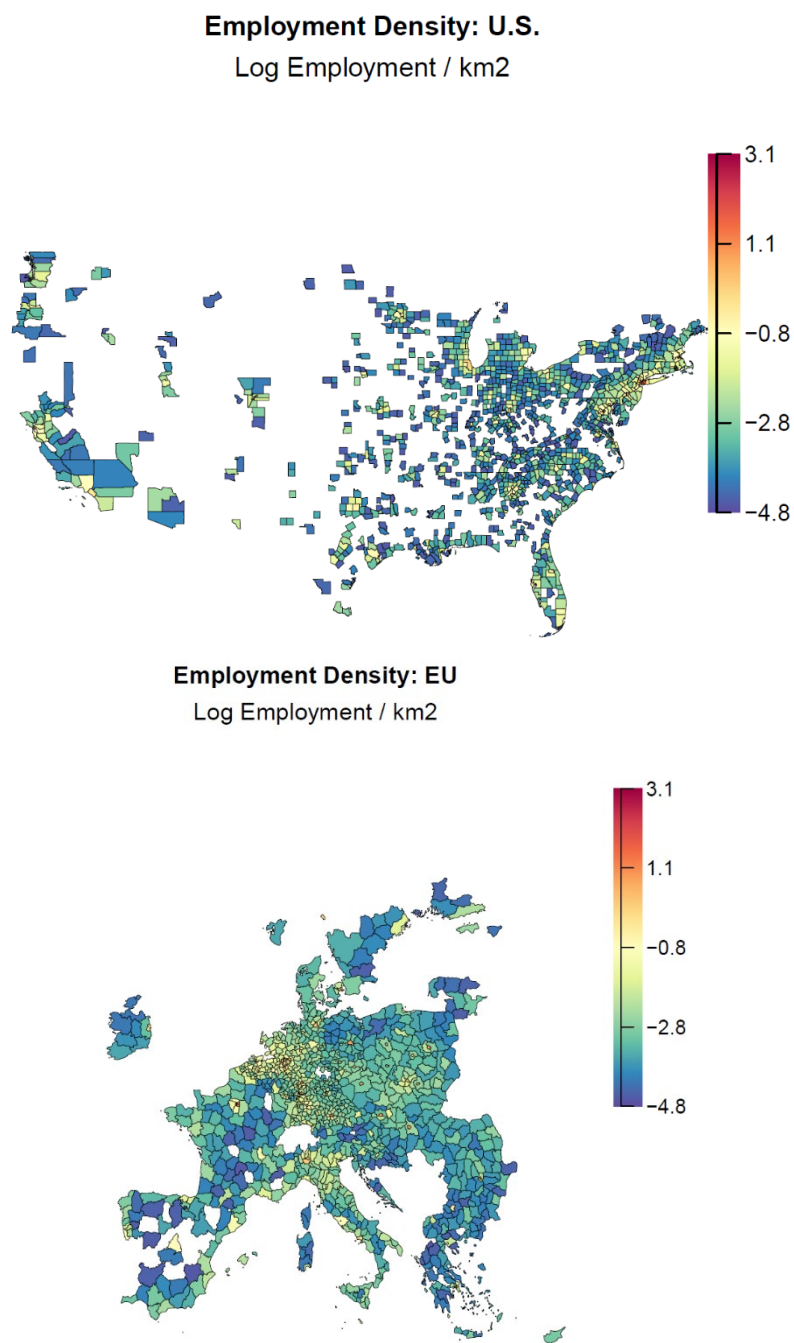 Employment Density: U.S.
Log Employment / km2
3.1
1.1
−0.8
−2.8
−4.8
Employment Density: EU
Log Employment / km2
3.1
1.1
−0.8
−2.8
−4.8